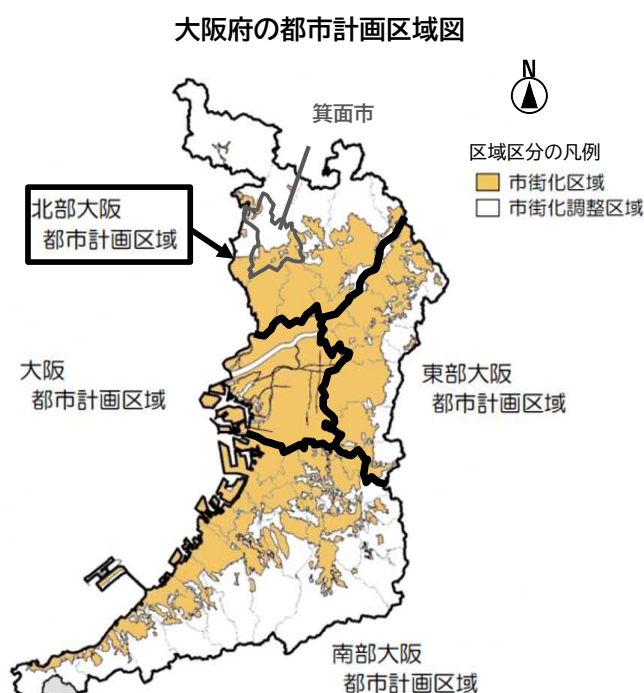 大阪府の都市計画区域図
N
箕面市
区域区分の凡例
市街化区域
市街化調整区域
北部大阪
都市計画区域
大阪
都市計画区域
東部大阪
都市計画区域
南部大阪
都市計画区域